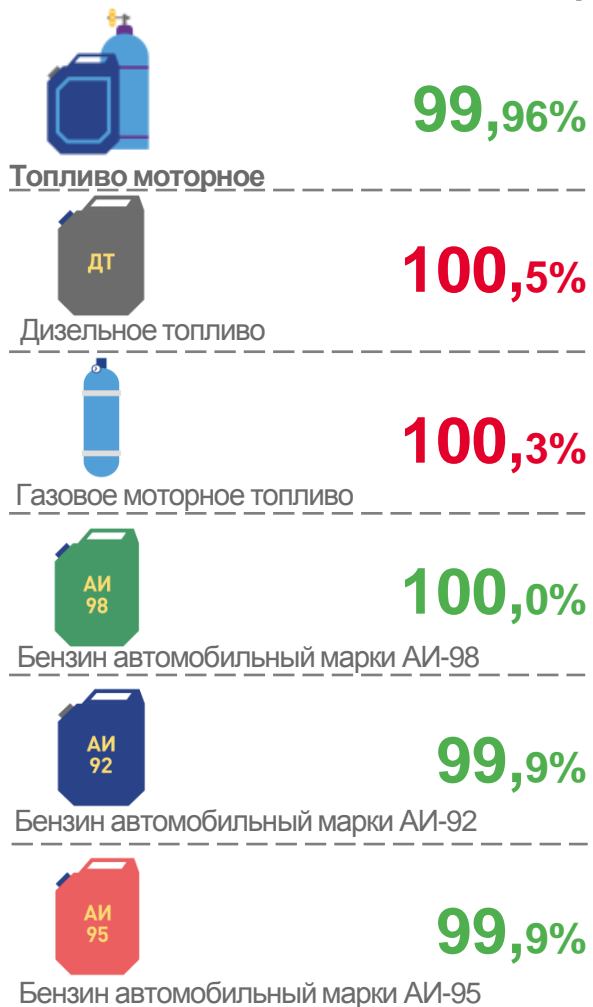 99,96%
Топливо моторное
ДТ
100,5%
Дизельное топливо
100,3%
Газовое моторное топливо
АИ
98
100,0%
Бензин автомобильный марки АИ-98
АИ
92
99,9%
Бензин автомобильный марки АИ-92
АИ
95
99,9%
Бензин автомобильный марки АИ-95